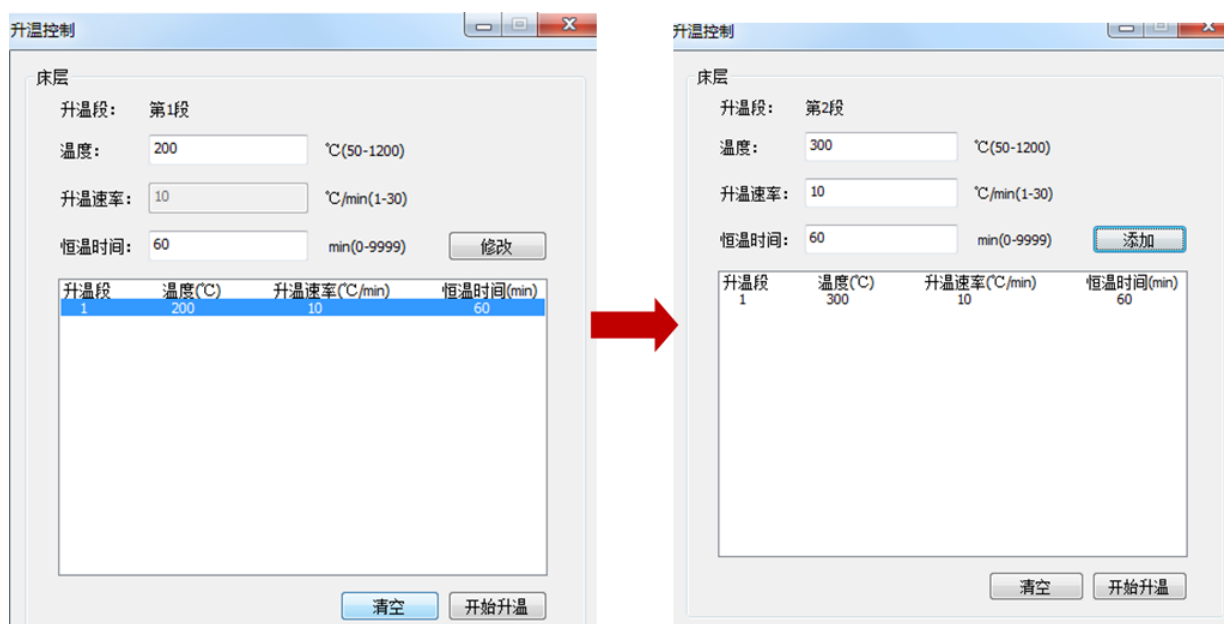 升温控制
床层
升温段： 第1段
温度： 200 ℃(50-1200)
升温速率： 10 ℃/min(1-30)
恒温时间： 60 min(0-9999) 修改
升温段 温度(℃) 升温速率(℃/min) 恒温时间(min)
1 200 10 60
清空 开始升温
升温控制
床层
升温段： 第2段
温度： 300 ℃(50-1200)
升温速率： 10 ℃/min(1-30)
恒温时间： 60 min(0-9999) 添加
升温段 温度(℃) 升温速率(℃/min) 恒温时间(min)
1 300 10 60
清空 开始升温